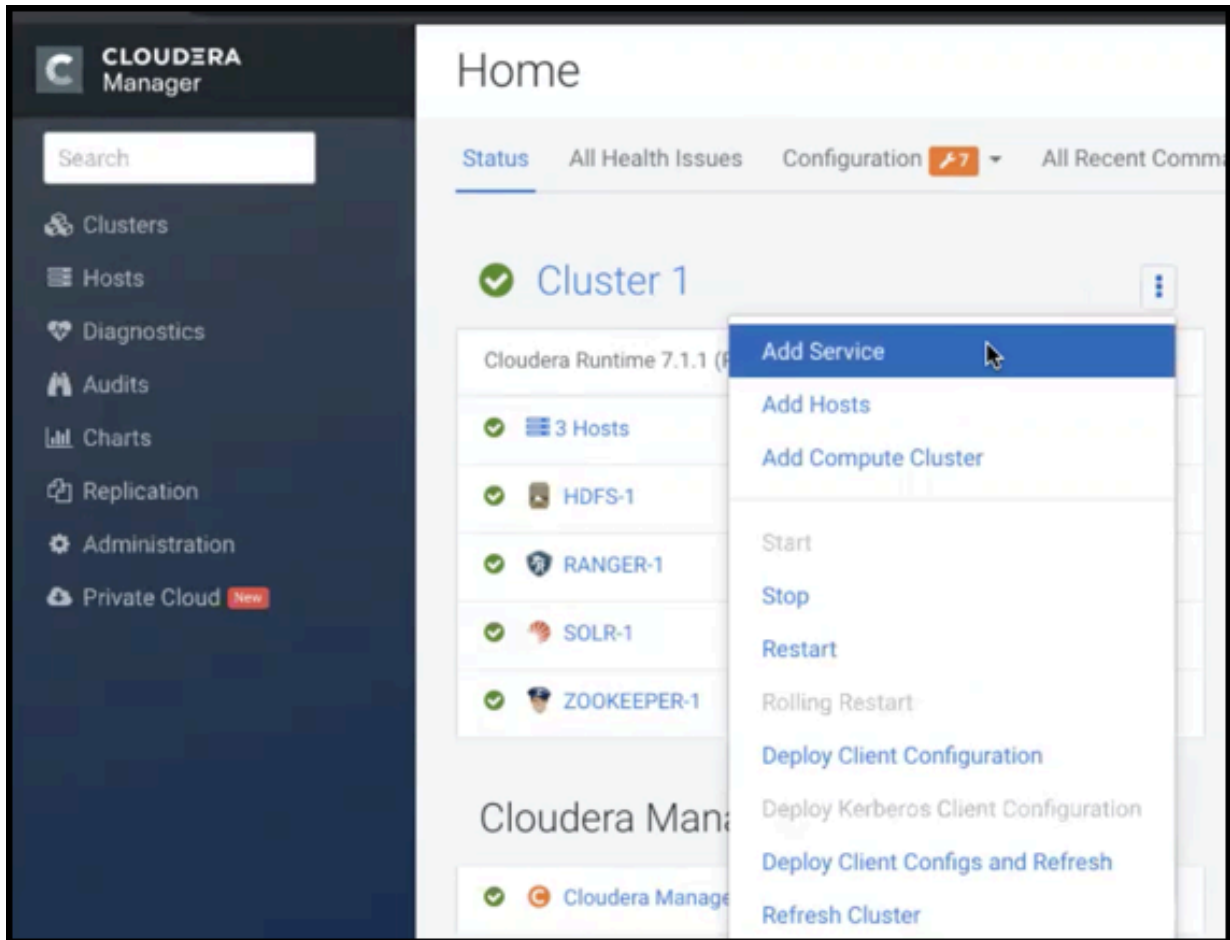 CLOUDERA
Manager
Search
Clusters
Hosts
Diagnostics
Audits
Charts
Replication
Administration
Private Cloud New
Home
Status All Health Issues Configuration 7 All Recent Comma
Cluster 1
Cloudera Runtime 7.1.1 (
3 Hosts
HDFS-1
RANGER-1
SOLR-1
ZOOKEEPER-1
Cloudera Mana
Cloudera Manage
Add Service
Add Hosts
Add Compute Cluster
Start
Stop
Restart
Rolling Restart
Deploy Client Configuration
Deploy Kerberos Client Configuration
Deploy Client Configs and Refresh
Refresh Cluster